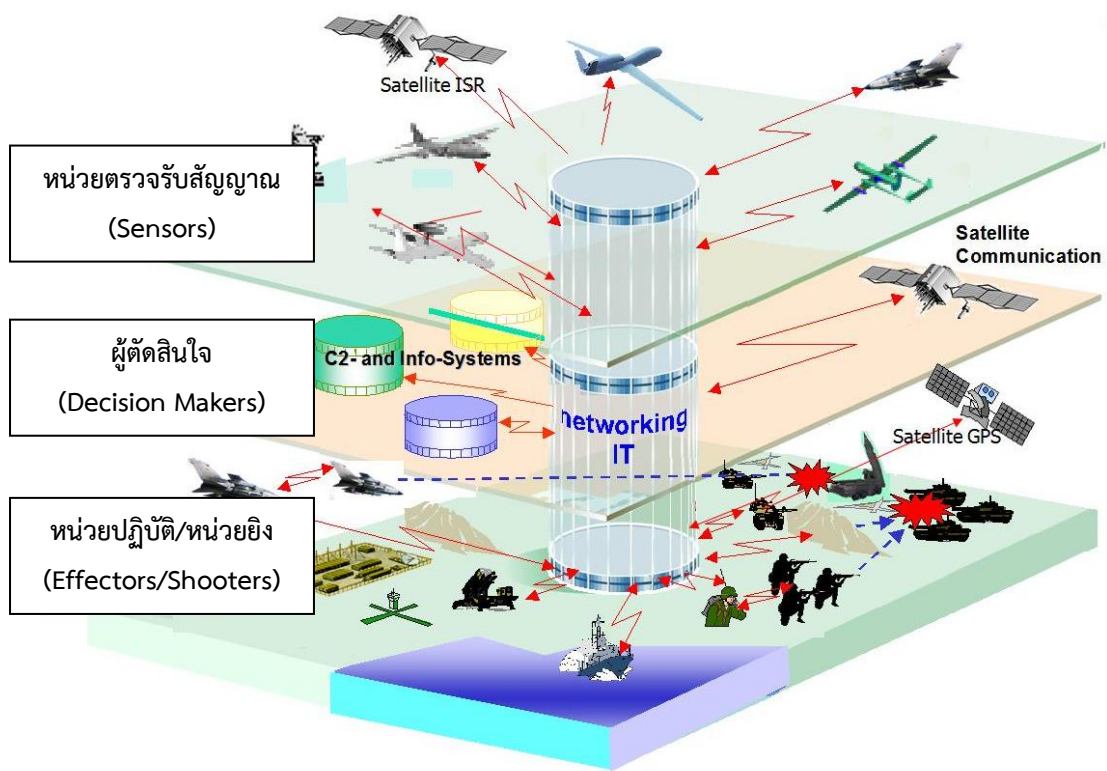 Satellite ISR
หน่วยตรวจรับสัญญาณ
(Sensors)
Satellite
Communication
ผู้ตัดสินใจ
(Decision Makers)
C2- and Info-Systems
networking
IT
Satellite GPS
หน่วยปฏิบัติ/หน่วยยิง
(Effectors/Shooters)